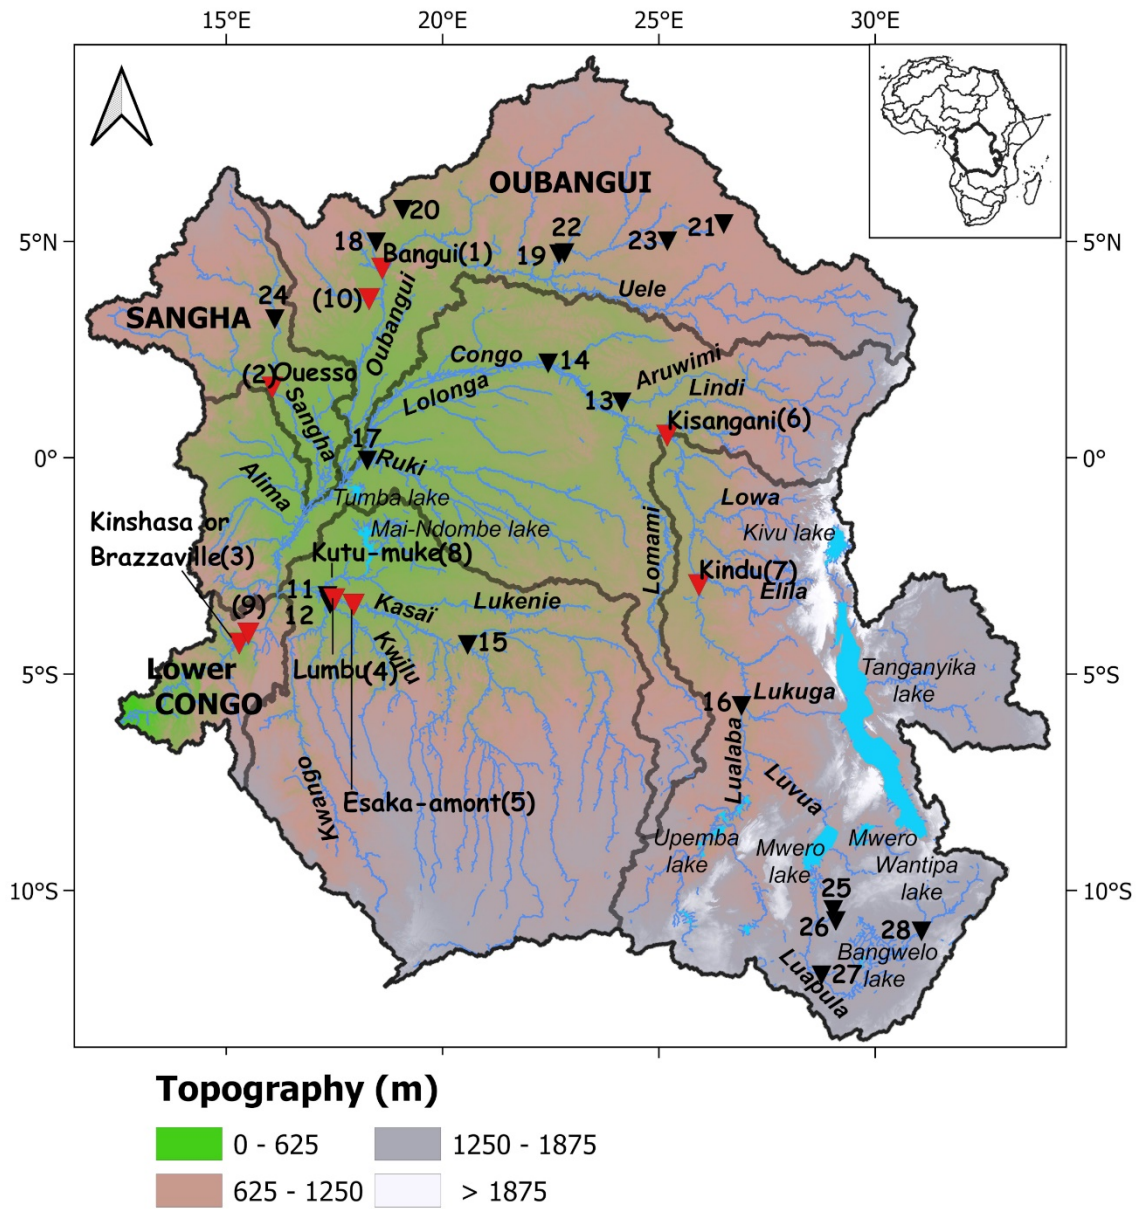 15°E
20°E
25°E
30°E
OUBANGUI
20
22
21
18
19
23
5°N
5°N
Bangui(1)
(10)
Uele
24
SANGHA
Oubangui
Congo
14
Aruwimi
(2)Ouesso
Lolonga
Lindi
13
Sangha
Kisangani(6)
17
0°
0°
Ruki
Alima
Tumba lake
Lowa
Kinshasa or
Brazzaville(3)
Mai-Ndombe lake
Kivu lake
Kutu-muke(8)
Lomami
Kindu(7)
Elila
11
12
(9)
Kasai
Lukenie
Kwilu
15
Lower
CONGO
Lumbu(4)
5°S
5°S
Tanganyika
lake
16
Lukuga
Lualaba
Luvua
Kwango
Esaka-amont(5)
Upemba
lake
Mwero
lake
Mwero
Wantipa
lake
10°S
10°S
25
26
28
Bangwelo
lake
27
Luapula
Topography (m)
0 - 625
1250 - 1875
625 - 1250
> 1875